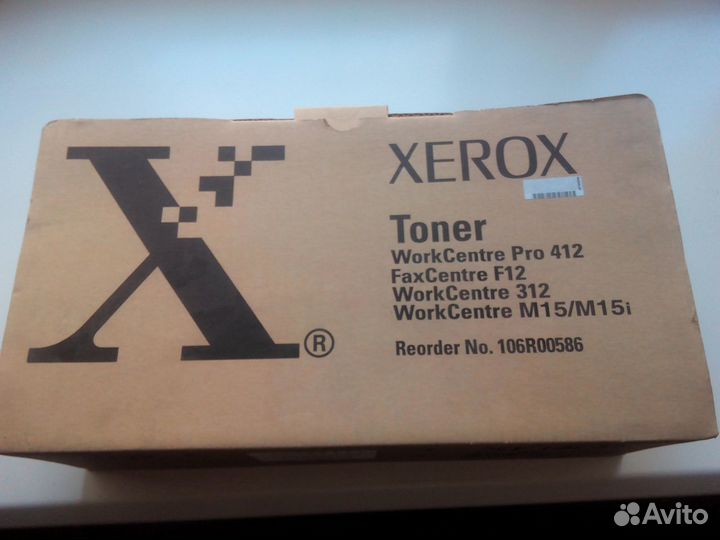 X®
XEROX
Toner
WorkCentre Pro 412
FaxCentre F12
WorkCentre 312
WorkCentre M15/M15i
Reorder No. 106R00586
Avito